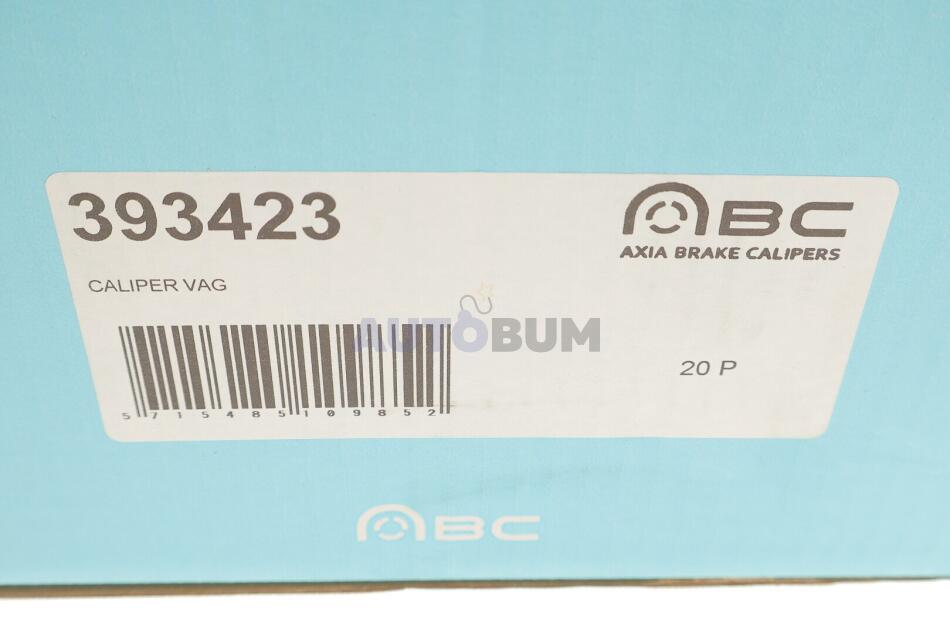 393423
ABC
AXIA BRAKE CALIPERS
CALIPER VAG
AUTOBUM
20 P
5 715485 109852
ABC